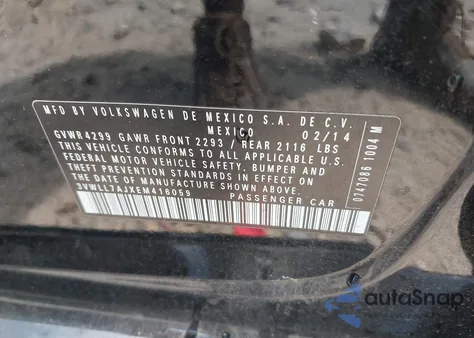 MFD BY VOLKSWAGEN DE MEXICO S.A. DE C.V.
MEXICO 02/14
GVWR4299 GAWR FRONT 2293 / REAR 2116 LBS
THIS VEHICLE CONFORMS TO ALL APPLICABLE U.S.
FEDERAL MOTOR VEHICLE SAFETY, BUMPER AND
THEFT PREVENTION STANDARDS IN EFFECT ON
THE DATE OF MANUFACTURE SHOWN ABOVE.
3VWLL7AJXEM416059 PASSENGER CAR
0747086 1004 M
autoSnap